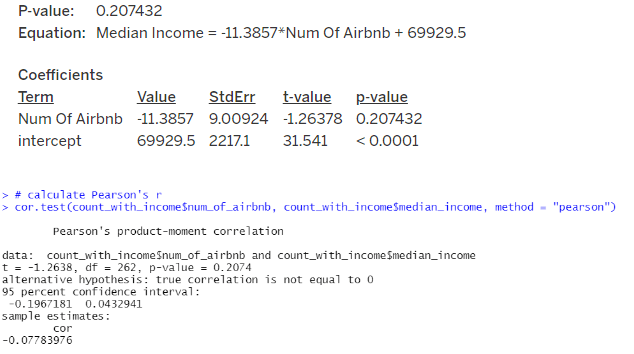 P-value: 0.207432
Equation: Median Income = -11.3857*Num Of Airbnb + 69929.5
Coefficients
Term Value StdErr t-value p-value
Num Of Airbnb -11.3857 9.00924 -1.26378 0.207432
intercept 69929.5 2217.1 31.541 < 0.0001
> # calculate Pearson's r
> cor.test(count_with_income$num_of_airbnb, count_with_income$median_income, method = "pearson")
Pearson's product-moment correlation
data: count_with_income$num_of_airbnb and count_with_income$median_income
t = -1.2638, df = 262, p-value = 0.2074
alternative hypothesis: true correlation is not equal to 0
95 percent confidence interval:
-0.1967181 0.0432941
sample estimates:
cor
-0.07783976